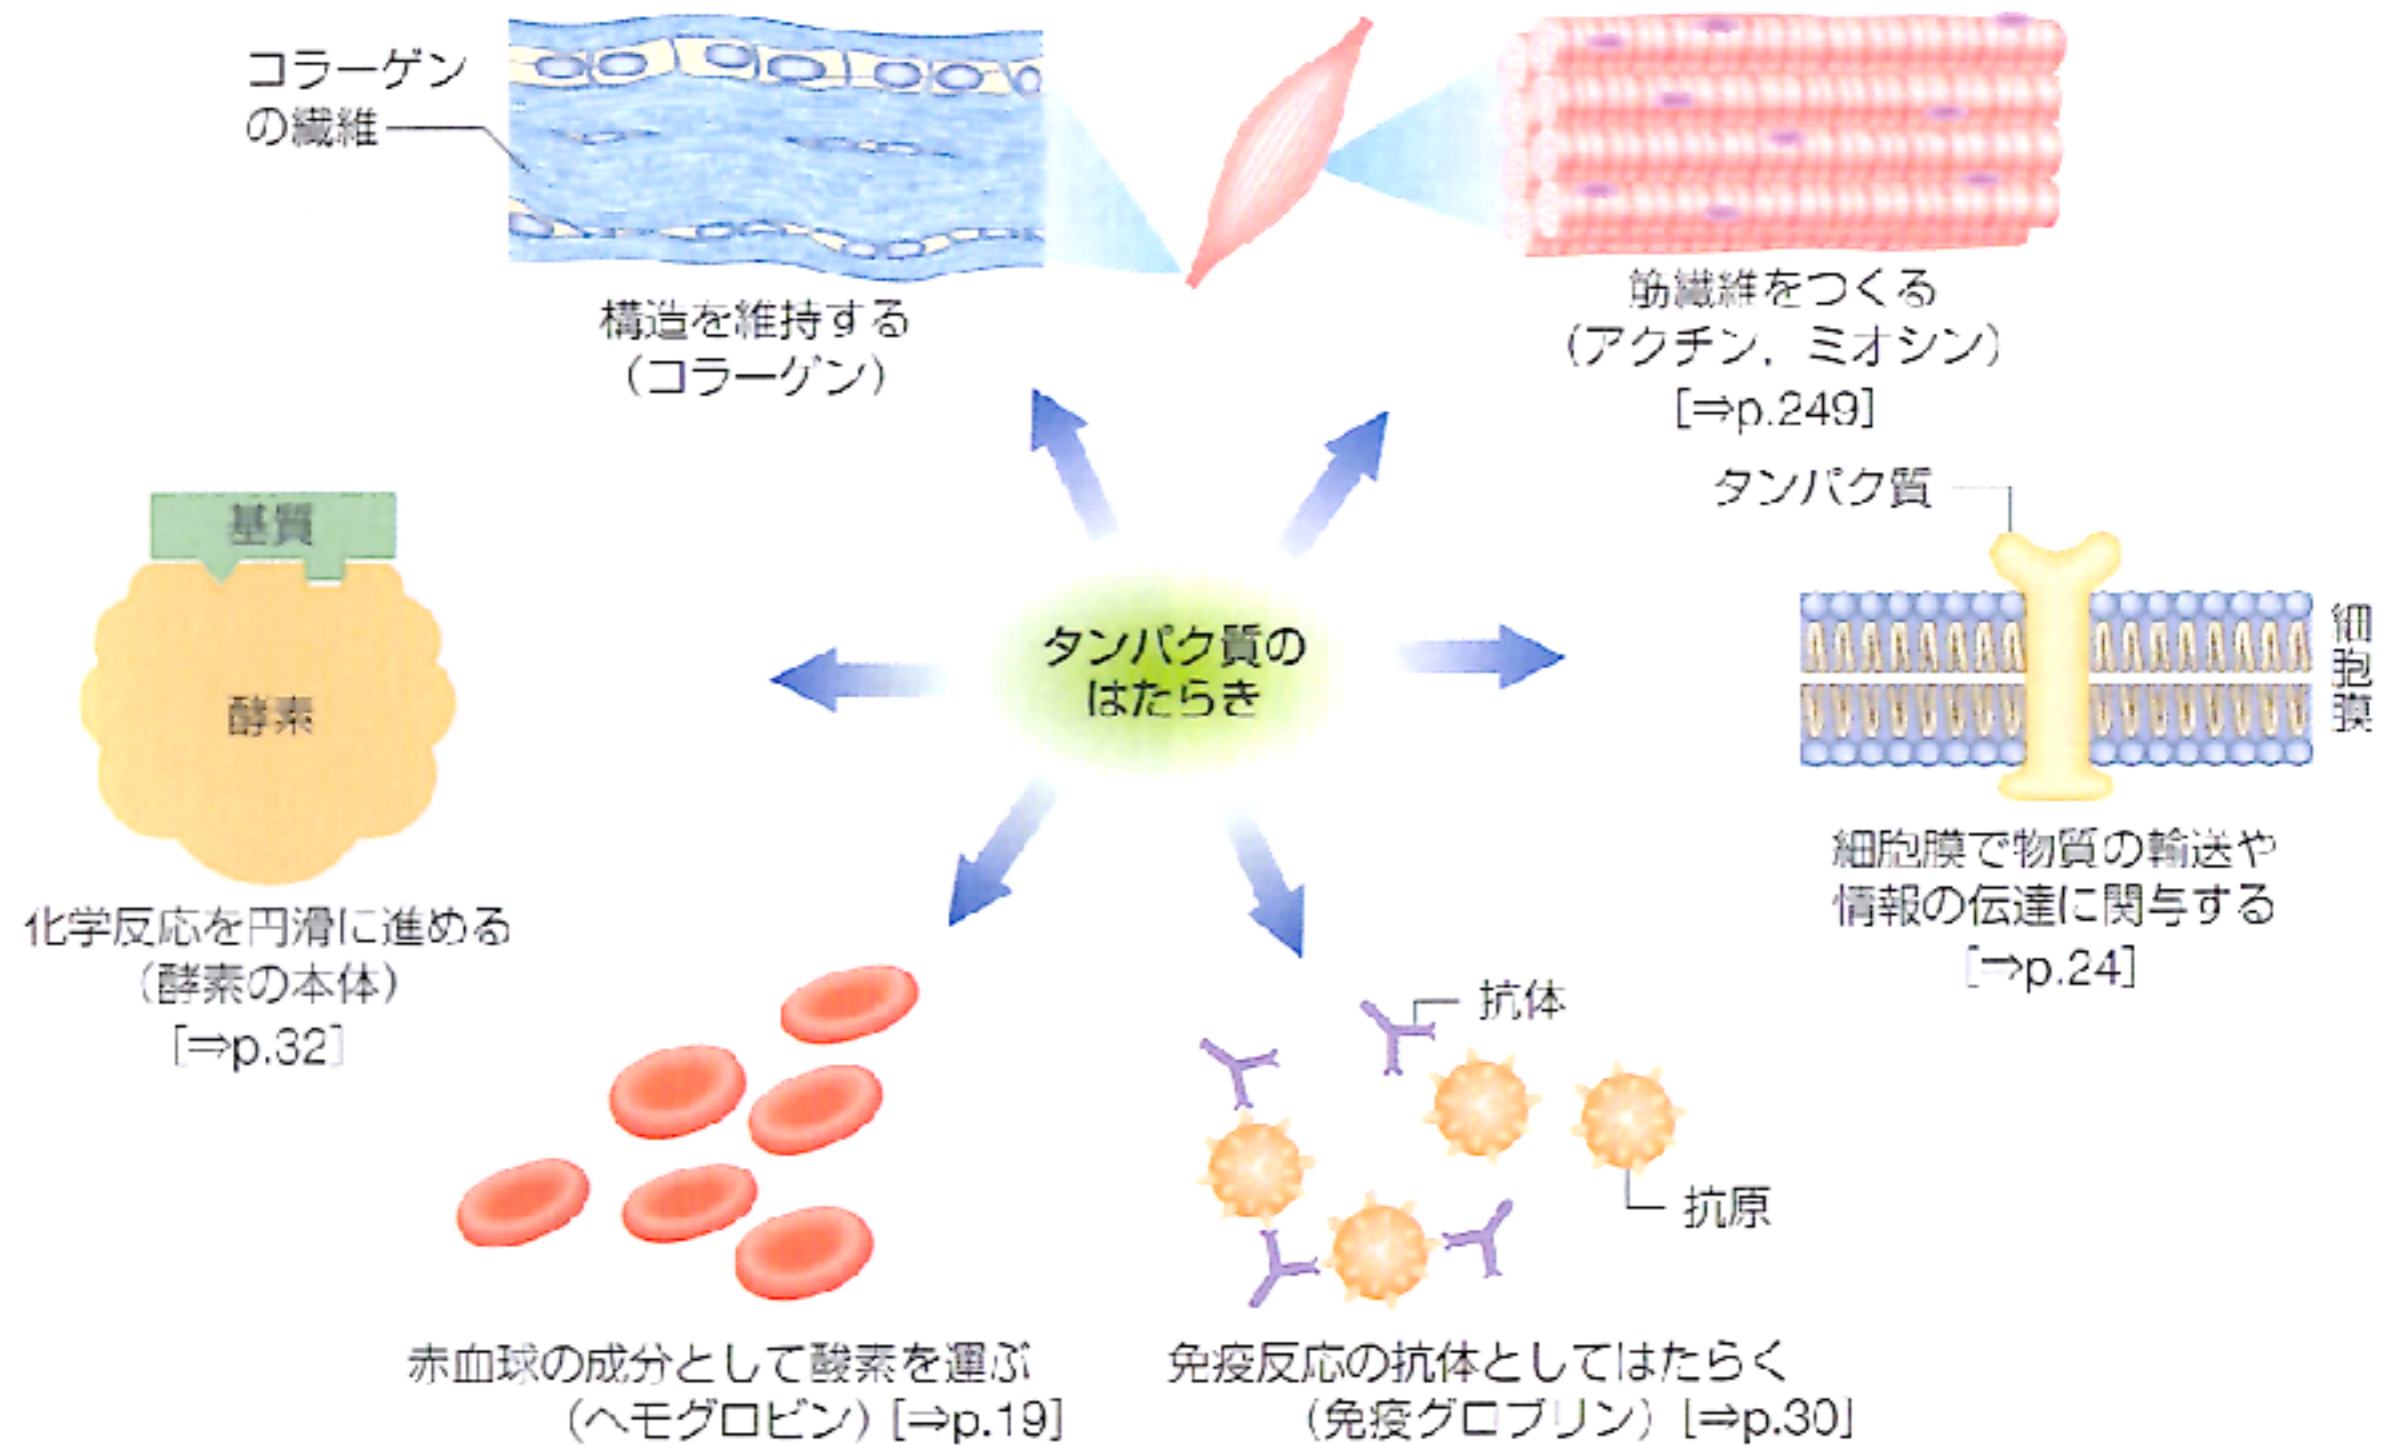 コラーゲン
の繊維
構造を維持する
（コラーゲン）
筋繊維をつくる
（アクチン，ミオシン）
[⇒p.249]
タンパク質
細胞膜
細胞膜で物質の輸送や
情報の伝達に関与する
[⇒p.24]
基質
酵素
化学反応を円滑に進める
（酵素の本体）
[⇒p.32]
タンパク質の
はたらき
赤血球の成分として酸素を運ぶ
（ヘモグロビン）[⇒p.19]
抗体
抗原
免疫反応の抗体としてはたらく
（免疫グロブリン）[⇒p.30]